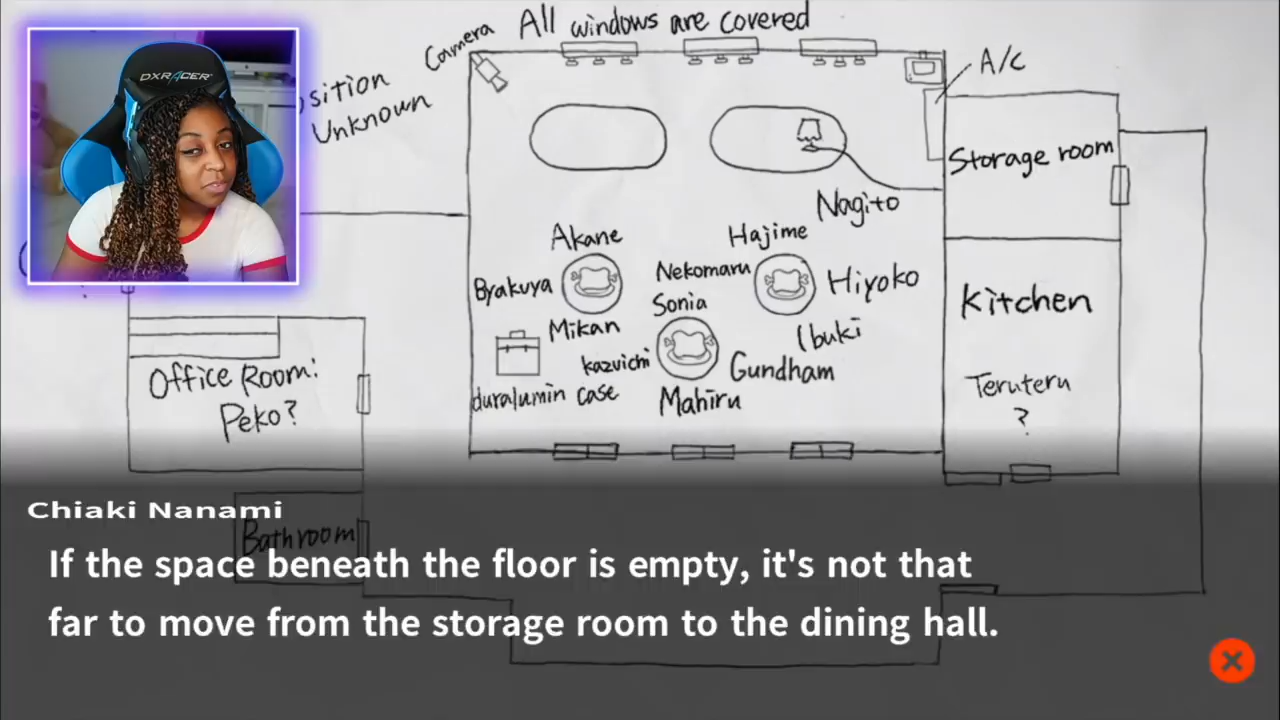 All windows are covered
Camera
DXRACER
A/C
sition
Unknown
Storage room
Nagito
Akane
Hajime
Byakuya
Nekomaru
Hiyoko
Sonia
Kitchen
Mikan
Ibuki
kazuichi
Gundham
Teruteru
?
Office Room:
Peko?
duralumin case
Mahiru
Chiaki Nanami
Bathroom
If the space beneath the floor is empty, it's not that
far to move from the storage room to the dining hall.